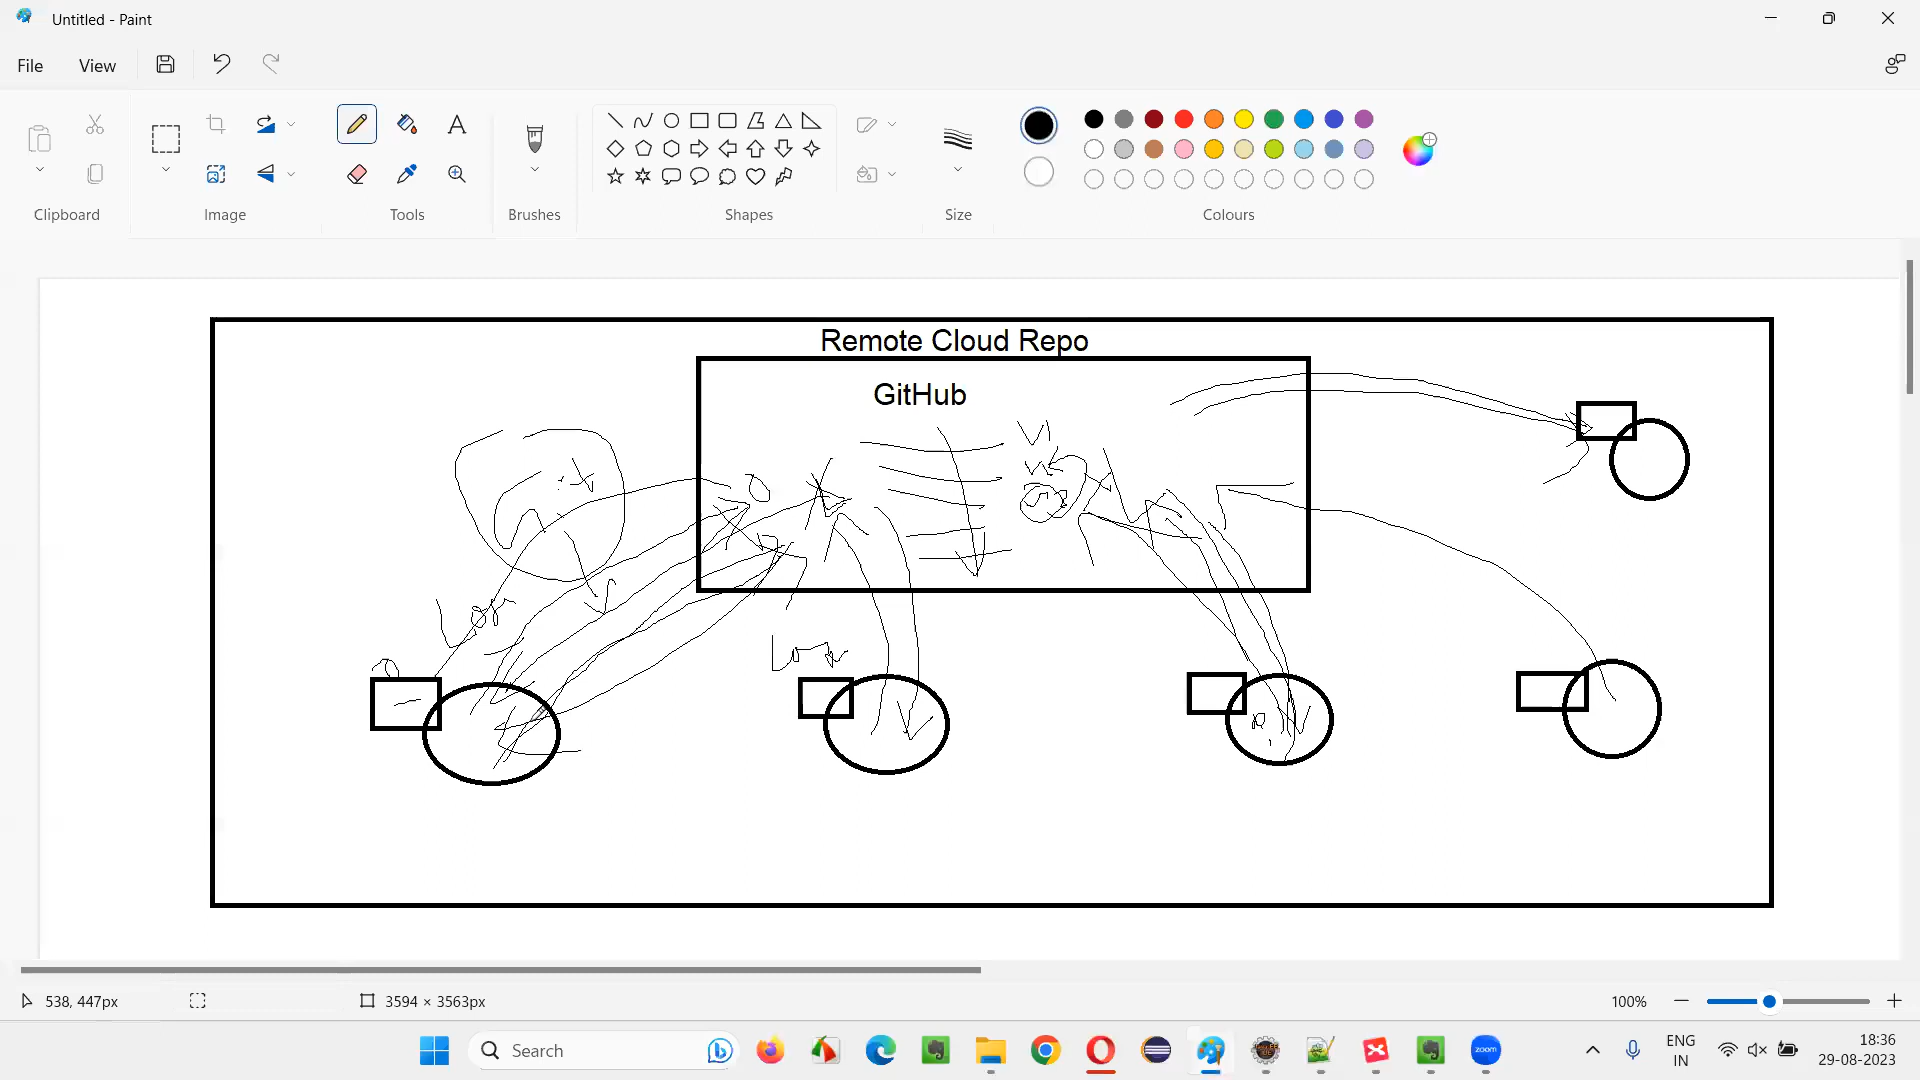 Untitled - Paint
File
View
Clipboard
Image
Tools
Brushes
Shapes
Size
Colours
Remote Cloud Repo
GitHub
538, 447px
3594 × 3563px
100%
Search
zoom
ENG
IN
18:36
29-08-2023